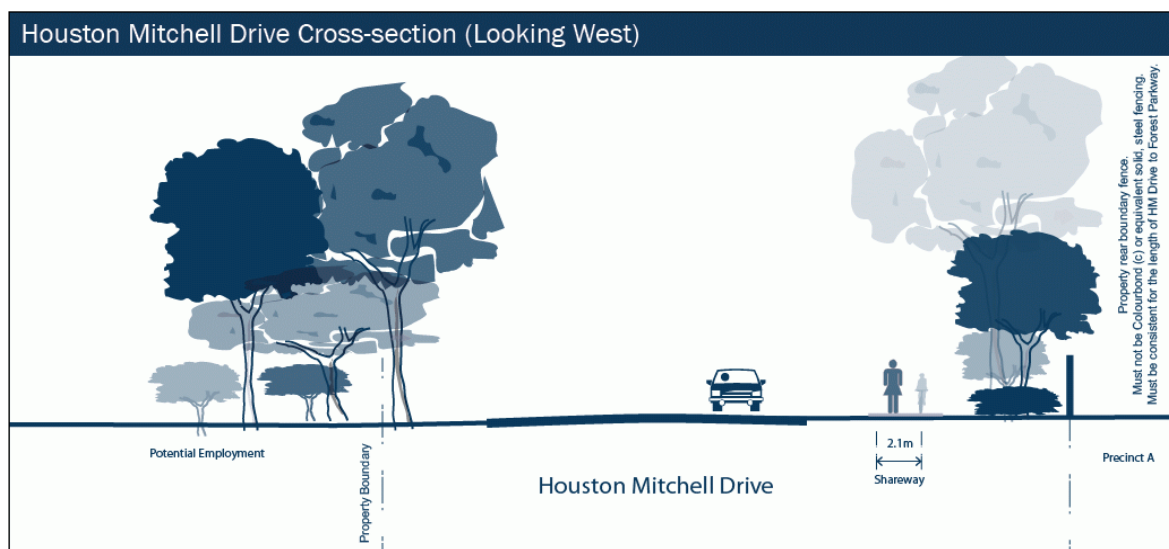 Houston Mitchell Drive Cross-section (Looking West)
Property rear boundary fence.
Must not be Colourbond (c) or equivalent solid, steel fencing.
Must be consistent for the length of HM Drive to Forest Parkway.
Potential Employment
Property Boundary
Houston Mitchell Drive
2.1m
Shareway
Precinct A